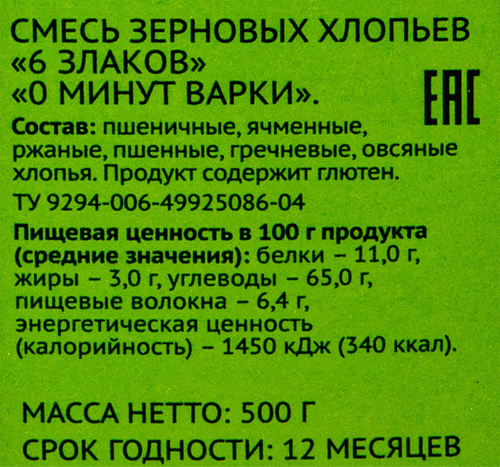 СМЕСЬ ЗЕРНОВЫХ ХЛОПЬЕВ
«6 ЗЛАКОВ»
«0 МИНУТ ВАРКИ».
ЕАС
Состав: пшеничные, ячменные,
ржаные, пшенные, гречневые, овсяные
хлопья. Продукт содержит глютен.
ТУ 9294-006-49925086-04
Пищевая ценность в 100 г продукта
(средние значения): белки – 11,0 г,
жиры – 3,0 г, углеводы – 65,0 г,
пищевые волокна – 6,4 г,
энергетическая ценность
(калорийность) – 1450 кДж (340 ккал).
МАССА НЕТТО: 500 Г
СРОК ГОДНОСТИ: 12 МЕСЯЦЕВ